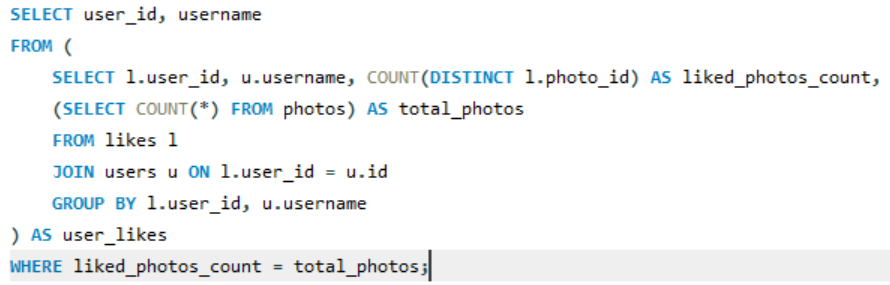 SELECT user_id, username
FROM (
SELECT l.user_id, u.username, COUNT(DISTINCT l.photo_id) AS liked_photos_count,
(SELECT COUNT(*) FROM photos) AS total_photos
FROM likes l
JOIN users u ON l.user_id = u.id
GROUP BY l.user_id, u.username
) AS user_likes
WHERE liked_photos_count = total_photos;